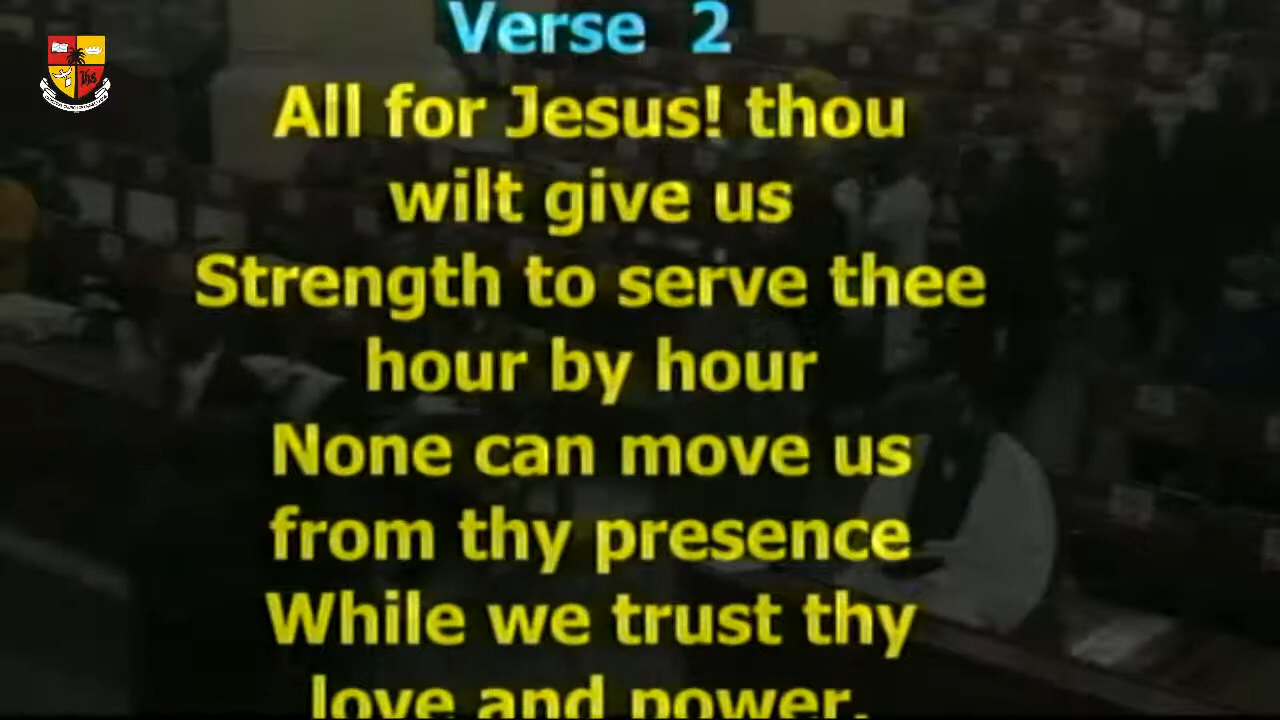 Verse 2
All for Jesus! thou
wilt give us
Strength to serve thee
hour by hour
None can move us
from thy presence
While we trust thy
love and power.